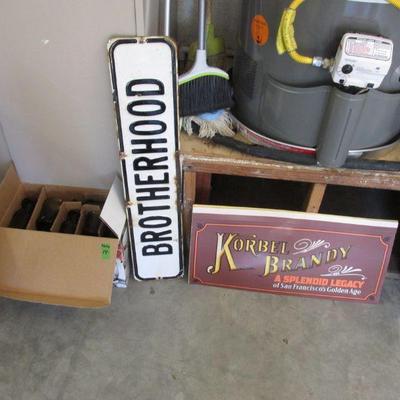 BROTHERHOOD
KORBEL
BRANDY
A SPLENDID LEGACY
of San Francisco's Golden Age